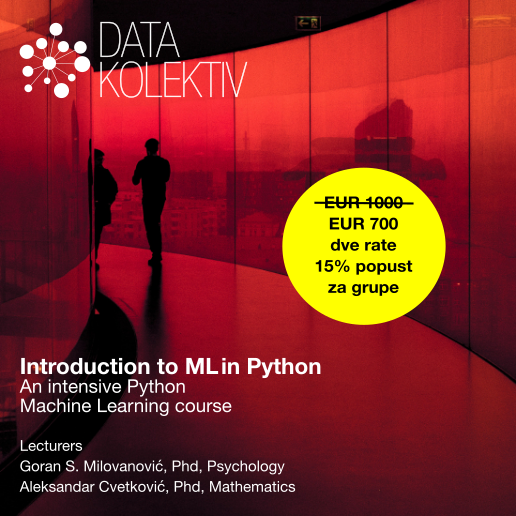 DATA
KOLEKTIV
EUR 1000
EUR 700
dve rate
15% popust
za grupe
Introduction to ML in Python
An intensive Python
Machine Learning course
Lecturers
Goran S. Milovanović, Phd, Psychology
Aleksandar Cvetković, Phd, Mathematics